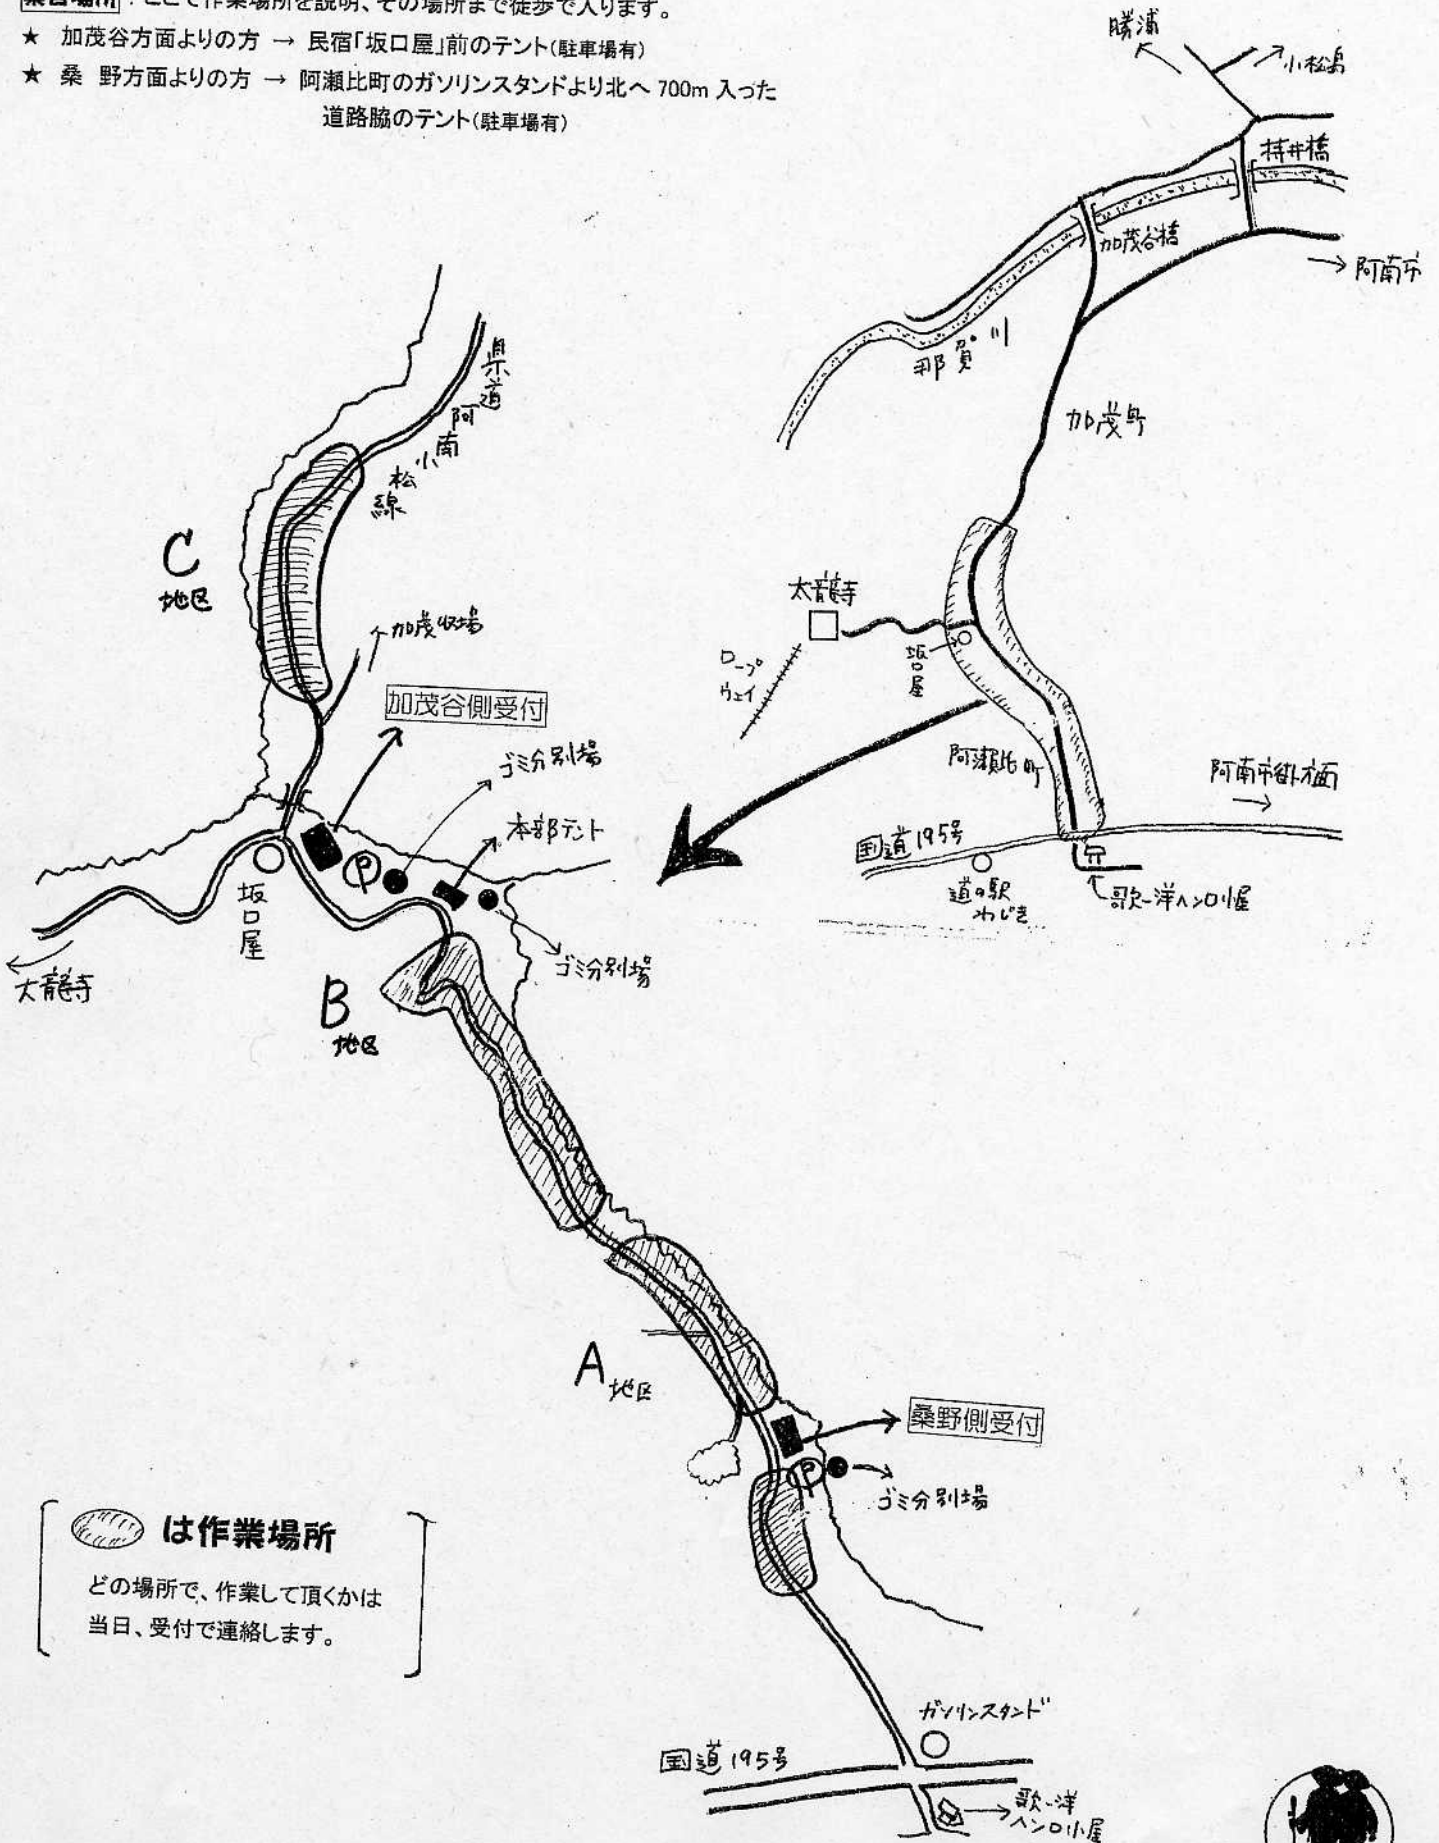 集合場所:ここで作業場所を説明、その場所まで徒歩で入ります。
★ 加茂谷方面よりの方 → 民宿「坂口屋」前のテント(駐車場有)
★ 桑 野方面よりの方 → 阿瀬比町のガソリンスタンドより北へ 700m 入った
道路脇のテント(駐車場有)
勝浦
小松島
持井橋
加茂谷橋
阿南市
那賀川
加茂町
太龍寺
ロープ
ウェイ
坂口屋
阿瀬比町
阿南市街方面
国道195号
道の駅
わじき
歌一洋ヘンロ小屋
県道
阿南
小松
線
C
地区
加茂谷側受付
ゴミ分別場
本部テント
P
坂口屋
太龍寺
ゴミ分別場
B
地区
A
地区
桑野側受付
P
ゴミ分別場
は作業場所
どの場所で、作業して頂くかは
当日、受付で連絡します。
ガソリンスタンド
国道195号
歌一洋
ヘンロ小屋